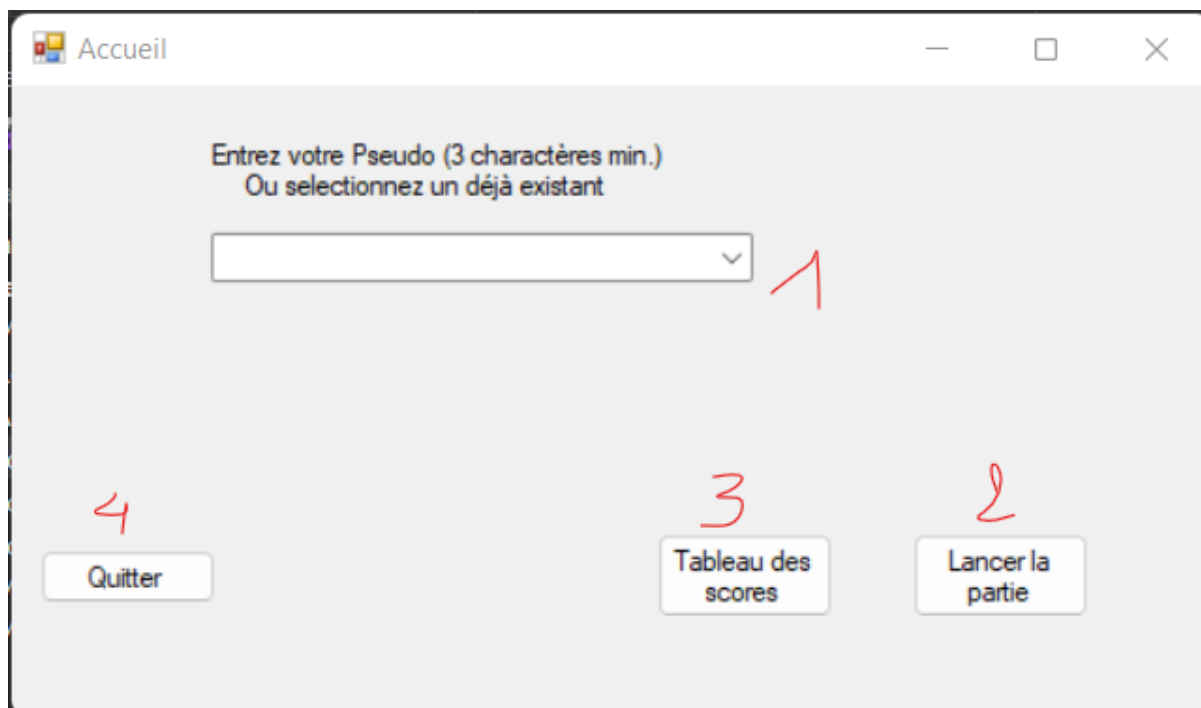 Accueil
Entrez votre Pseudo (3 charactères min.)
Ou selectionnez un déjà existant
1
4
3
2
Quitter
Tableau des
scores
Lancer la
partie